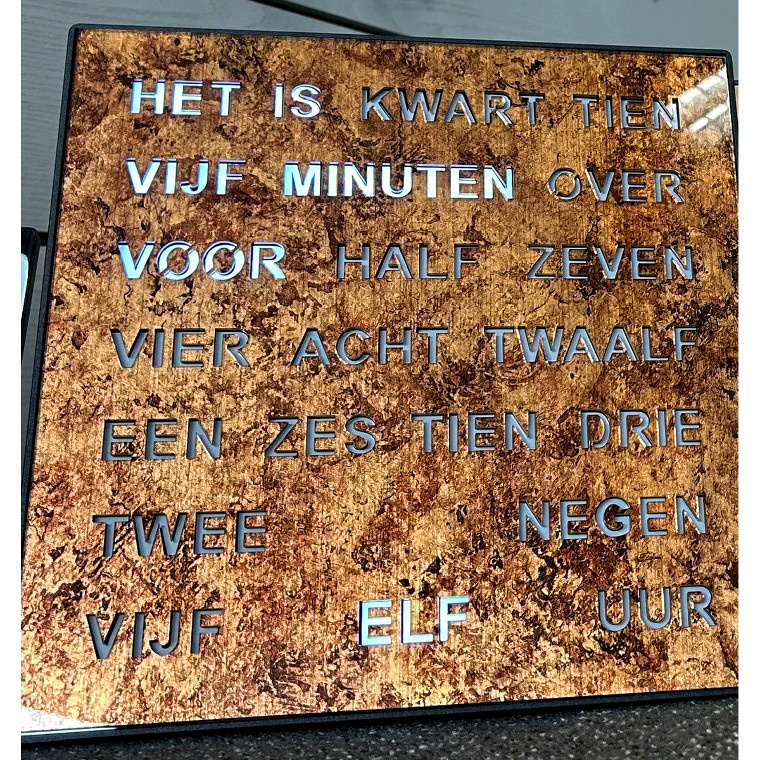 HET IS KWART TIEN
VIJF MINUTEN OVER
VOOR HALF ZEVEN
VIER ACHT TWAALF
EEN ZES TIEN DRIE
TWEE NEGEN
VIJF ELF UUR